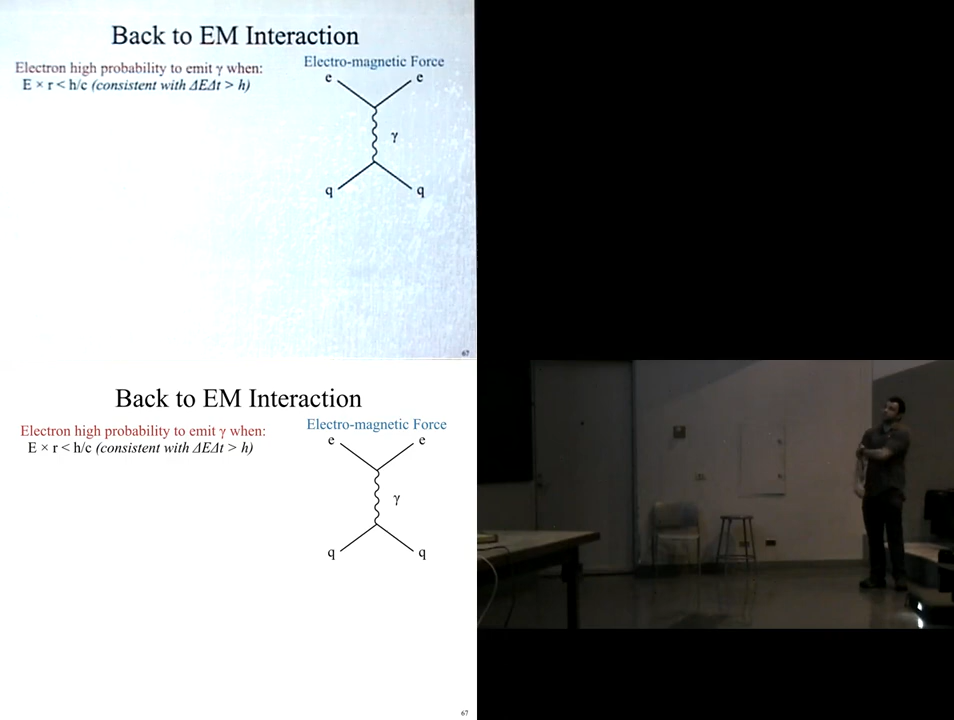 Back to EM Interaction
Electron high probability to emit γ when:
E × r < h/c (consistent with ΔEΔt > h)
Electro-magnetic Force
e e
γ
q q
67
Back to EM Interaction
Electron high probability to emit γ when:
E × r < h/c (consistent with ΔEΔt > h)
Electro-magnetic Force
e e
γ
q q
67